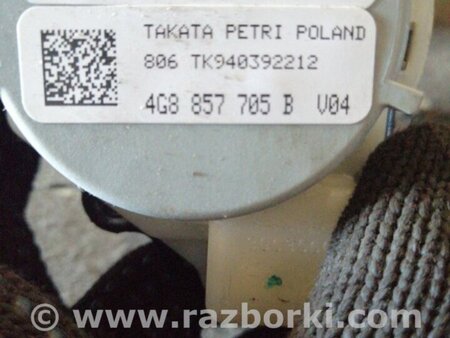 TAKATA PETRI POLAND
806 TK940392212
4G8 857 705 B V04
© www.razborki.com